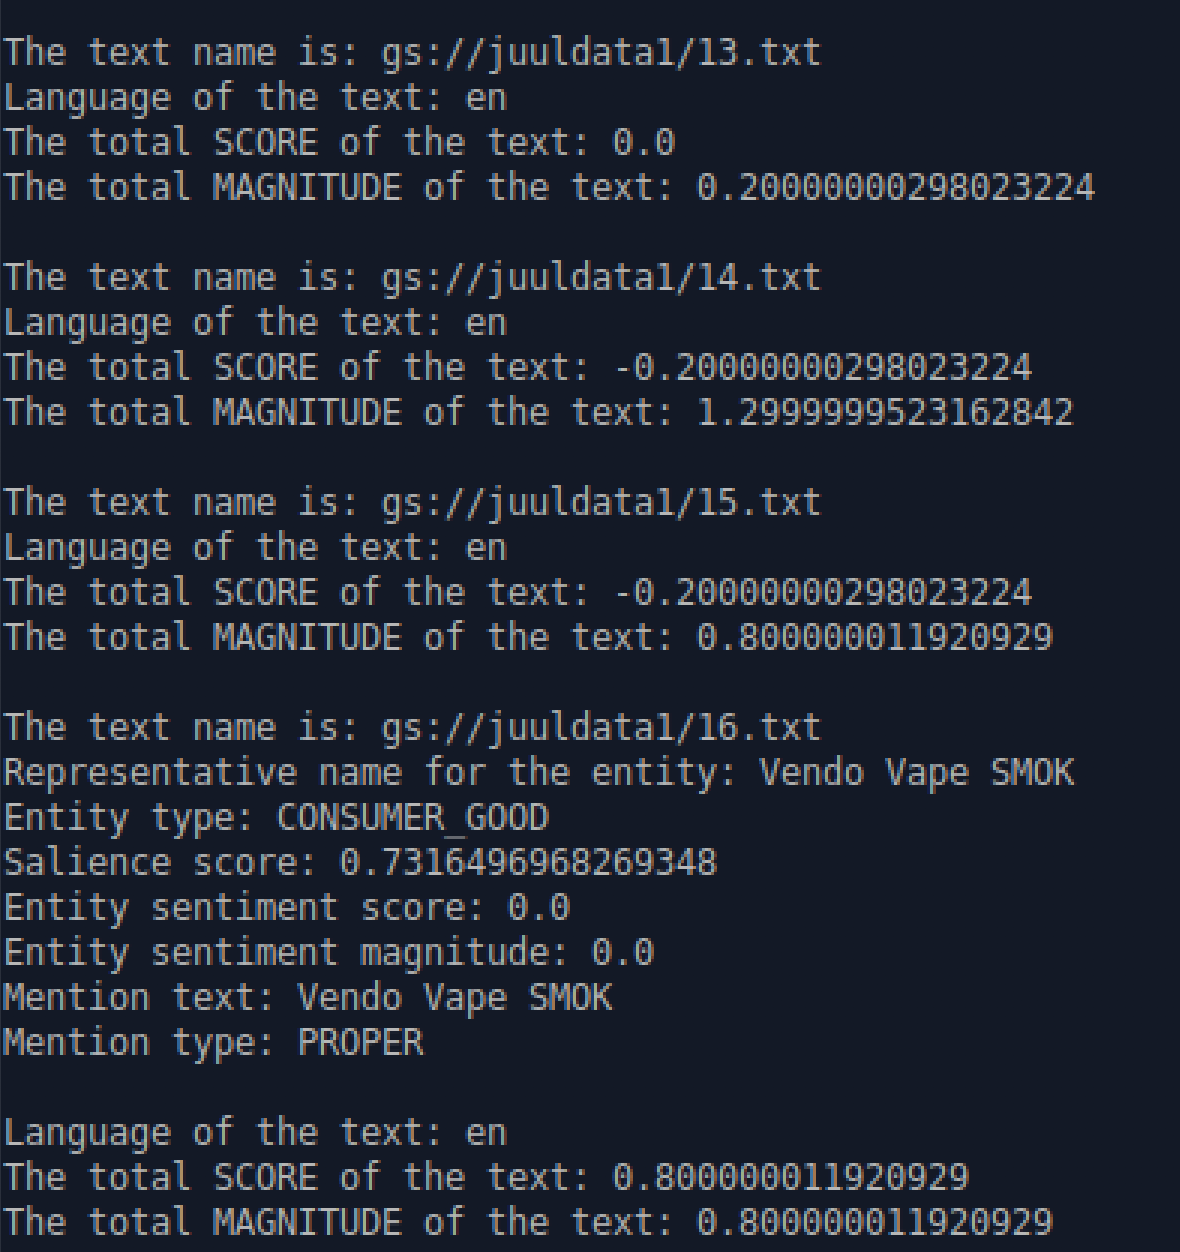 The text name is: gs://juuldata1/13.txt
Language of the text: en
The total SCORE of the text: 0.0
The total MAGNITUDE of the text: 0.20000000298023224
The text name is: gs://juuldata1/14.txt
Language of the text: en
The total SCORE of the text: -0.20000000298023224
The total MAGNITUDE of the text: 1.2999999523162842
The text name is: gs://juuldata1/15.txt
Language of the text: en
The total SCORE of the text: -0.20000000298023224
The total MAGNITUDE of the text: 0.800000011920929
The text name is: gs://juuldata1/16.txt
Representative name for the entity: Vendo Vape SMOK
Entity type: CONSUMER_GOOD
Salience score: 0.7316496968269348
Entity sentiment score: 0.0
Entity sentiment magnitude: 0.0
Mention text: Vendo Vape SMOK
Mention type: PROPER
Language of the text: en
The total SCORE of the text: 0.800000011920929
The total MAGNITUDE of the text: 0.800000011920929